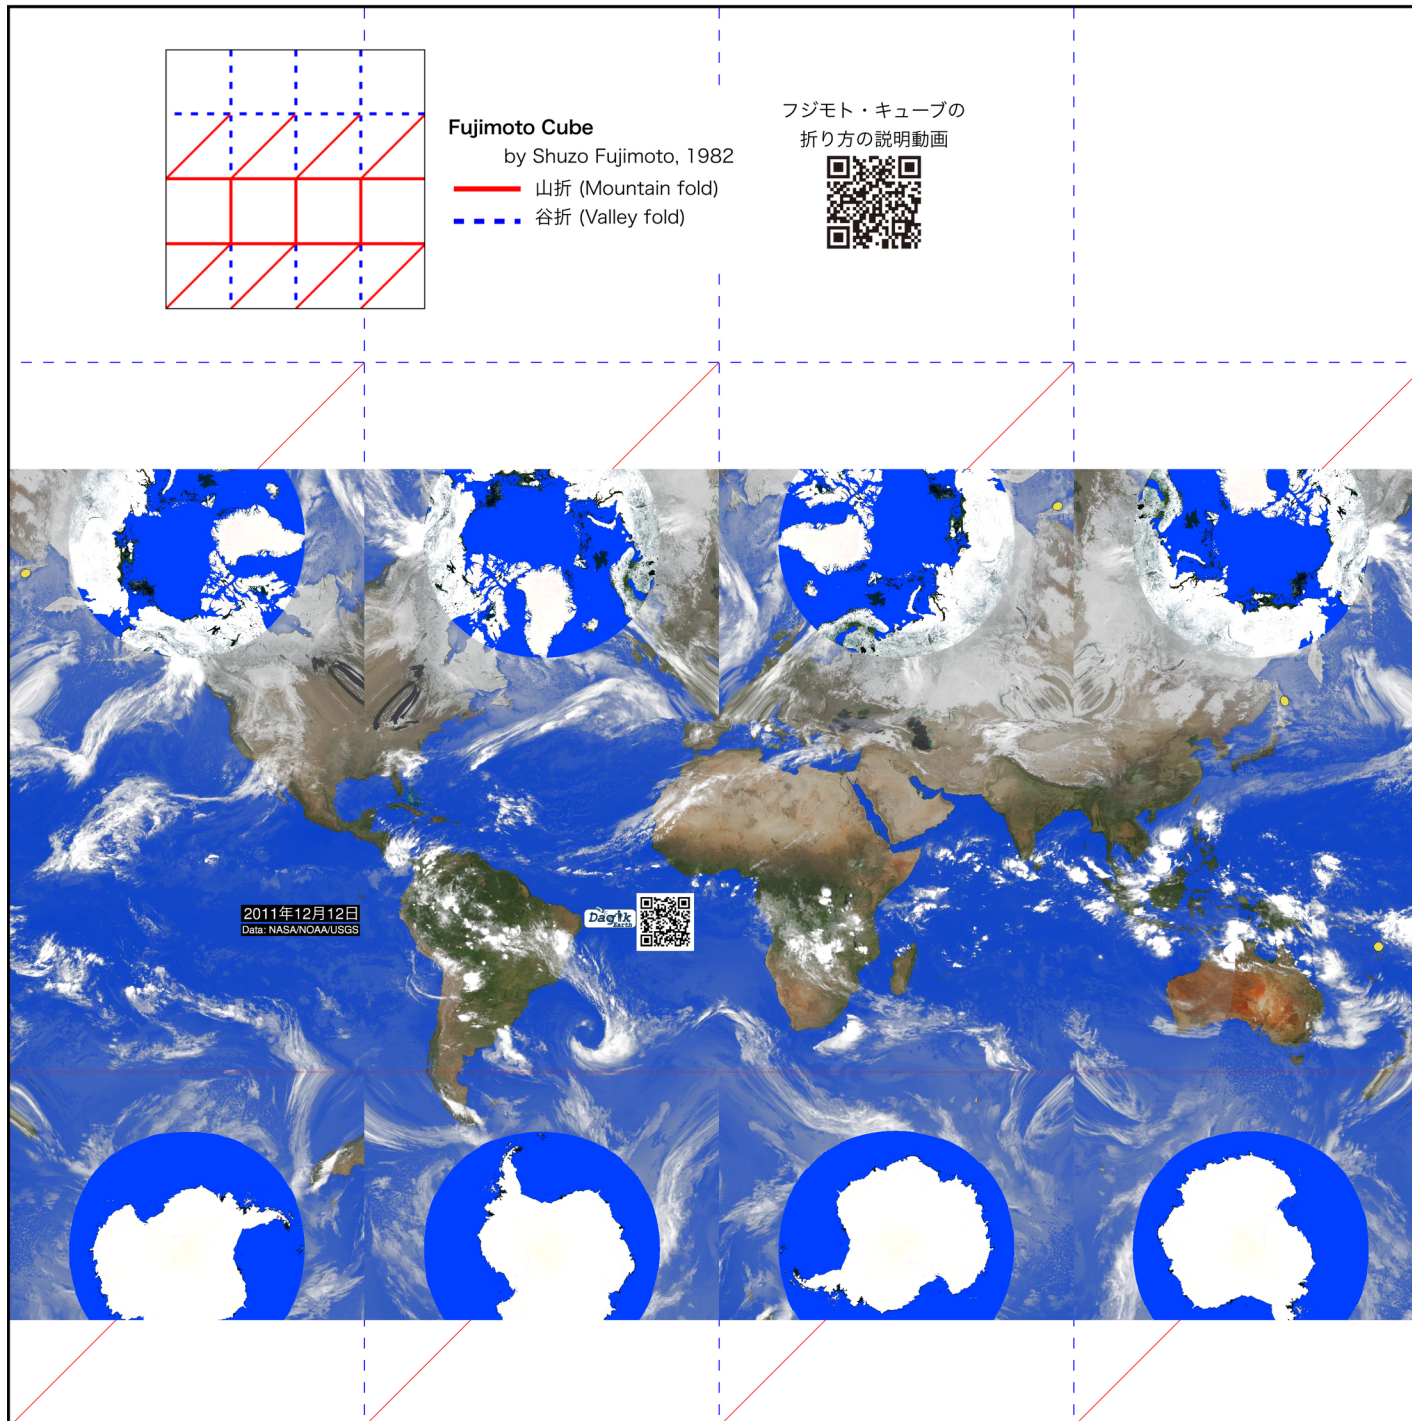 Fujimoto Cube
by Shuzo Fujimoto, 1982
山折 (Mountain fold)
谷折 (Valley fold)
フジモト・キューブの
折り方の説明動画
2011年12月12日
Data: NASA/NOAA/USGS
Dagik
Earth